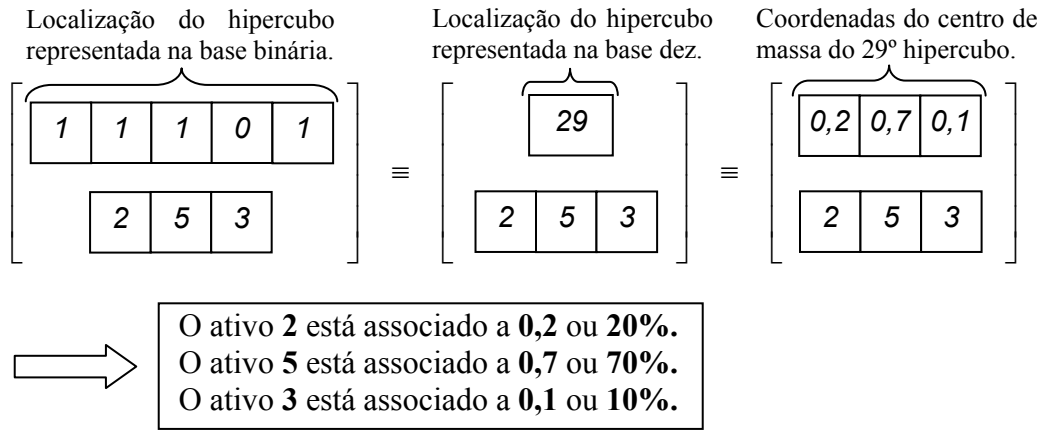 Localização do hipercubo
representada na base binária.
1 1 1 0 1
2 5 3
≡
Localização do hipercubo
representada na base dez.
29
2 5 3
≡
Coordenadas do centro de
massa do 29º hipercubo.
0,2 0,7 0,1
2 5 3
O ativo 2 está associado a 0,2 ou 20%.
O ativo 5 está associado a 0,7 ou 70%.
O ativo 3 está associado a 0,1 ou 10%.